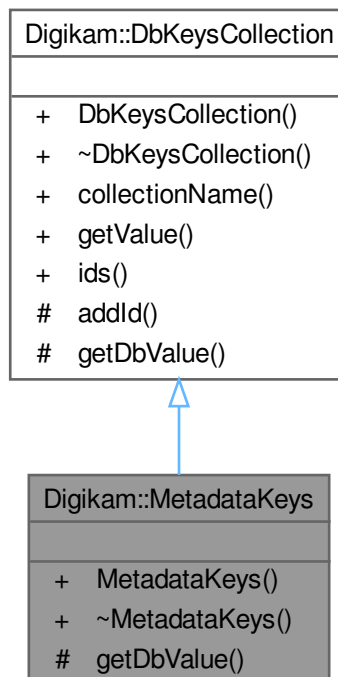 Digikam::DbKeysCollection
+ DbKeysCollection()
+ ~DbKeysCollection()
+ collectionName()
+ getValue()
+ ids()
# addId()
# getDbValue()
Digikam::MetadataKeys
+ MetadataKeys()
+ ~MetadataKeys()
# getDbValue()